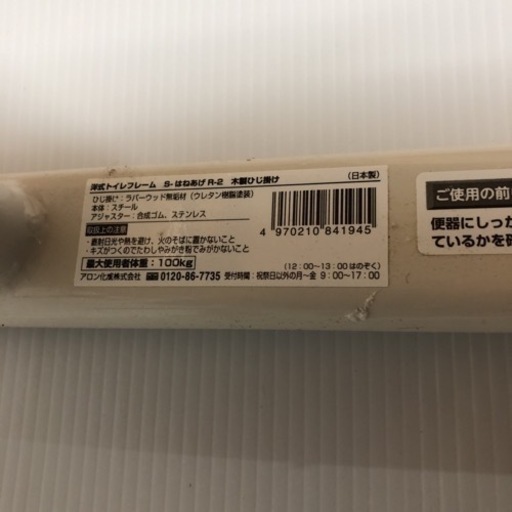 洋式トイレフレーム S-はねあげR-2 木製ひじ掛け (日本製)
ひじ掛け：ラバーウッド無垢材（ウレタン樹脂塗装）
本体：スチール
アジャスター：合成ゴム、ステンレス
取扱上の注意
・直射日光や熱を避け、火のそばに置かないこと
・キズがつくのでたわしやみがき粉でみがかないこと
最大使用者体重：100kg
アロン化成株式会社 0120-86-7735 受付時間：祝祭日以外の月～金 9：00～17：00
(12：00～13：00はのぞく)
4 970210 841945
ご使用の前
便器にしっか
ているかを確